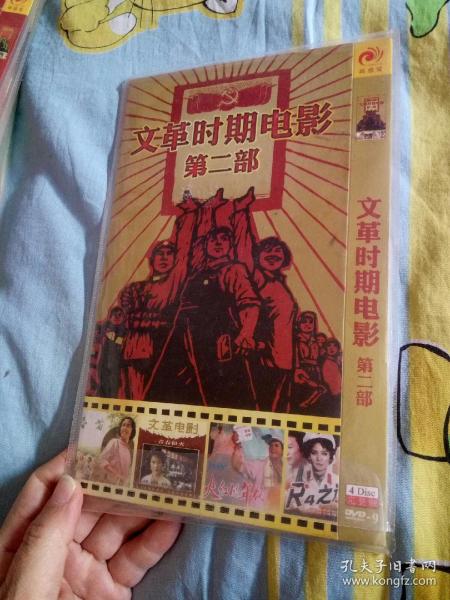 文革时期电影
第二部
文革时期电影
第二部
文革电影
4 Disc
DVD-9
孔夫子旧书网
www.kongfz.com